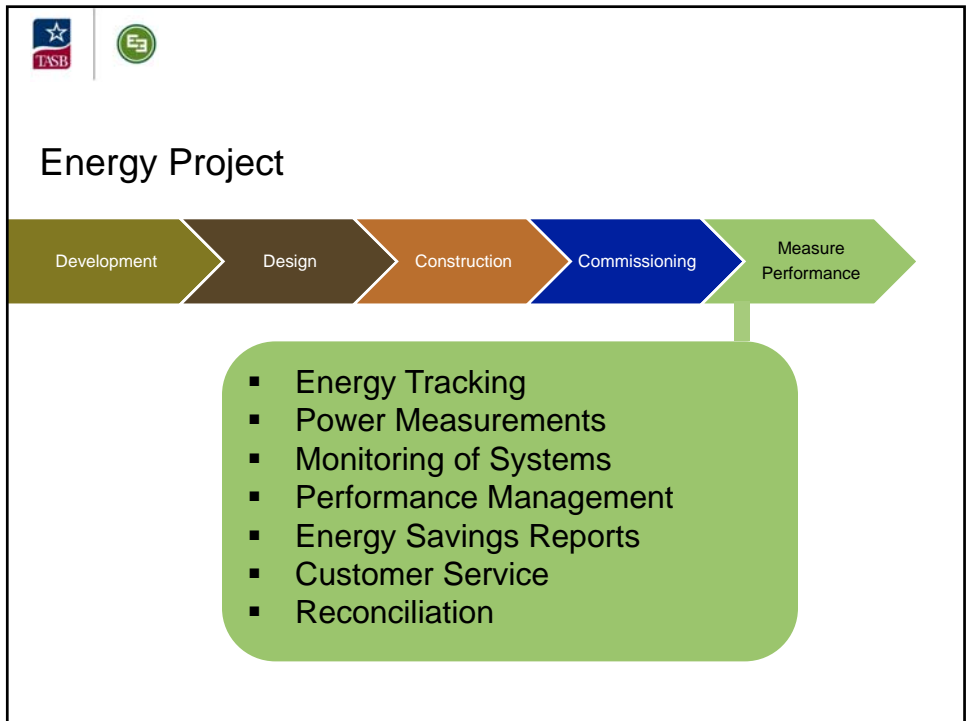 TASB
E3
Energy Project
Development
Design
Construction
Commissioning
Measure
Performance
▪ Energy Tracking
▪ Power Measurements
▪ Monitoring of Systems
▪ Performance Management
▪ Energy Savings Reports
▪ Customer Service
▪ Reconciliation